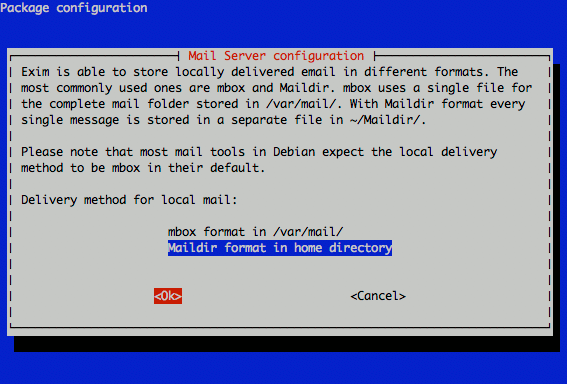 Package configuration
Mail Server configuration
Exim is able to store locally delivered email in different formats. The
most commonly used ones are mbox and Maildir. mbox uses a single file for
the complete mail folder stored in /var/mail/. With Maildir format every
single message is stored in a separate file in ~/Maildir/.
Please note that most mail tools in Debian expect the local delivery
method to be mbox in their default.
Delivery method for local mail:
mbox format in /var/mail/
Maildir format in home directory
<Ok> <Cancel>